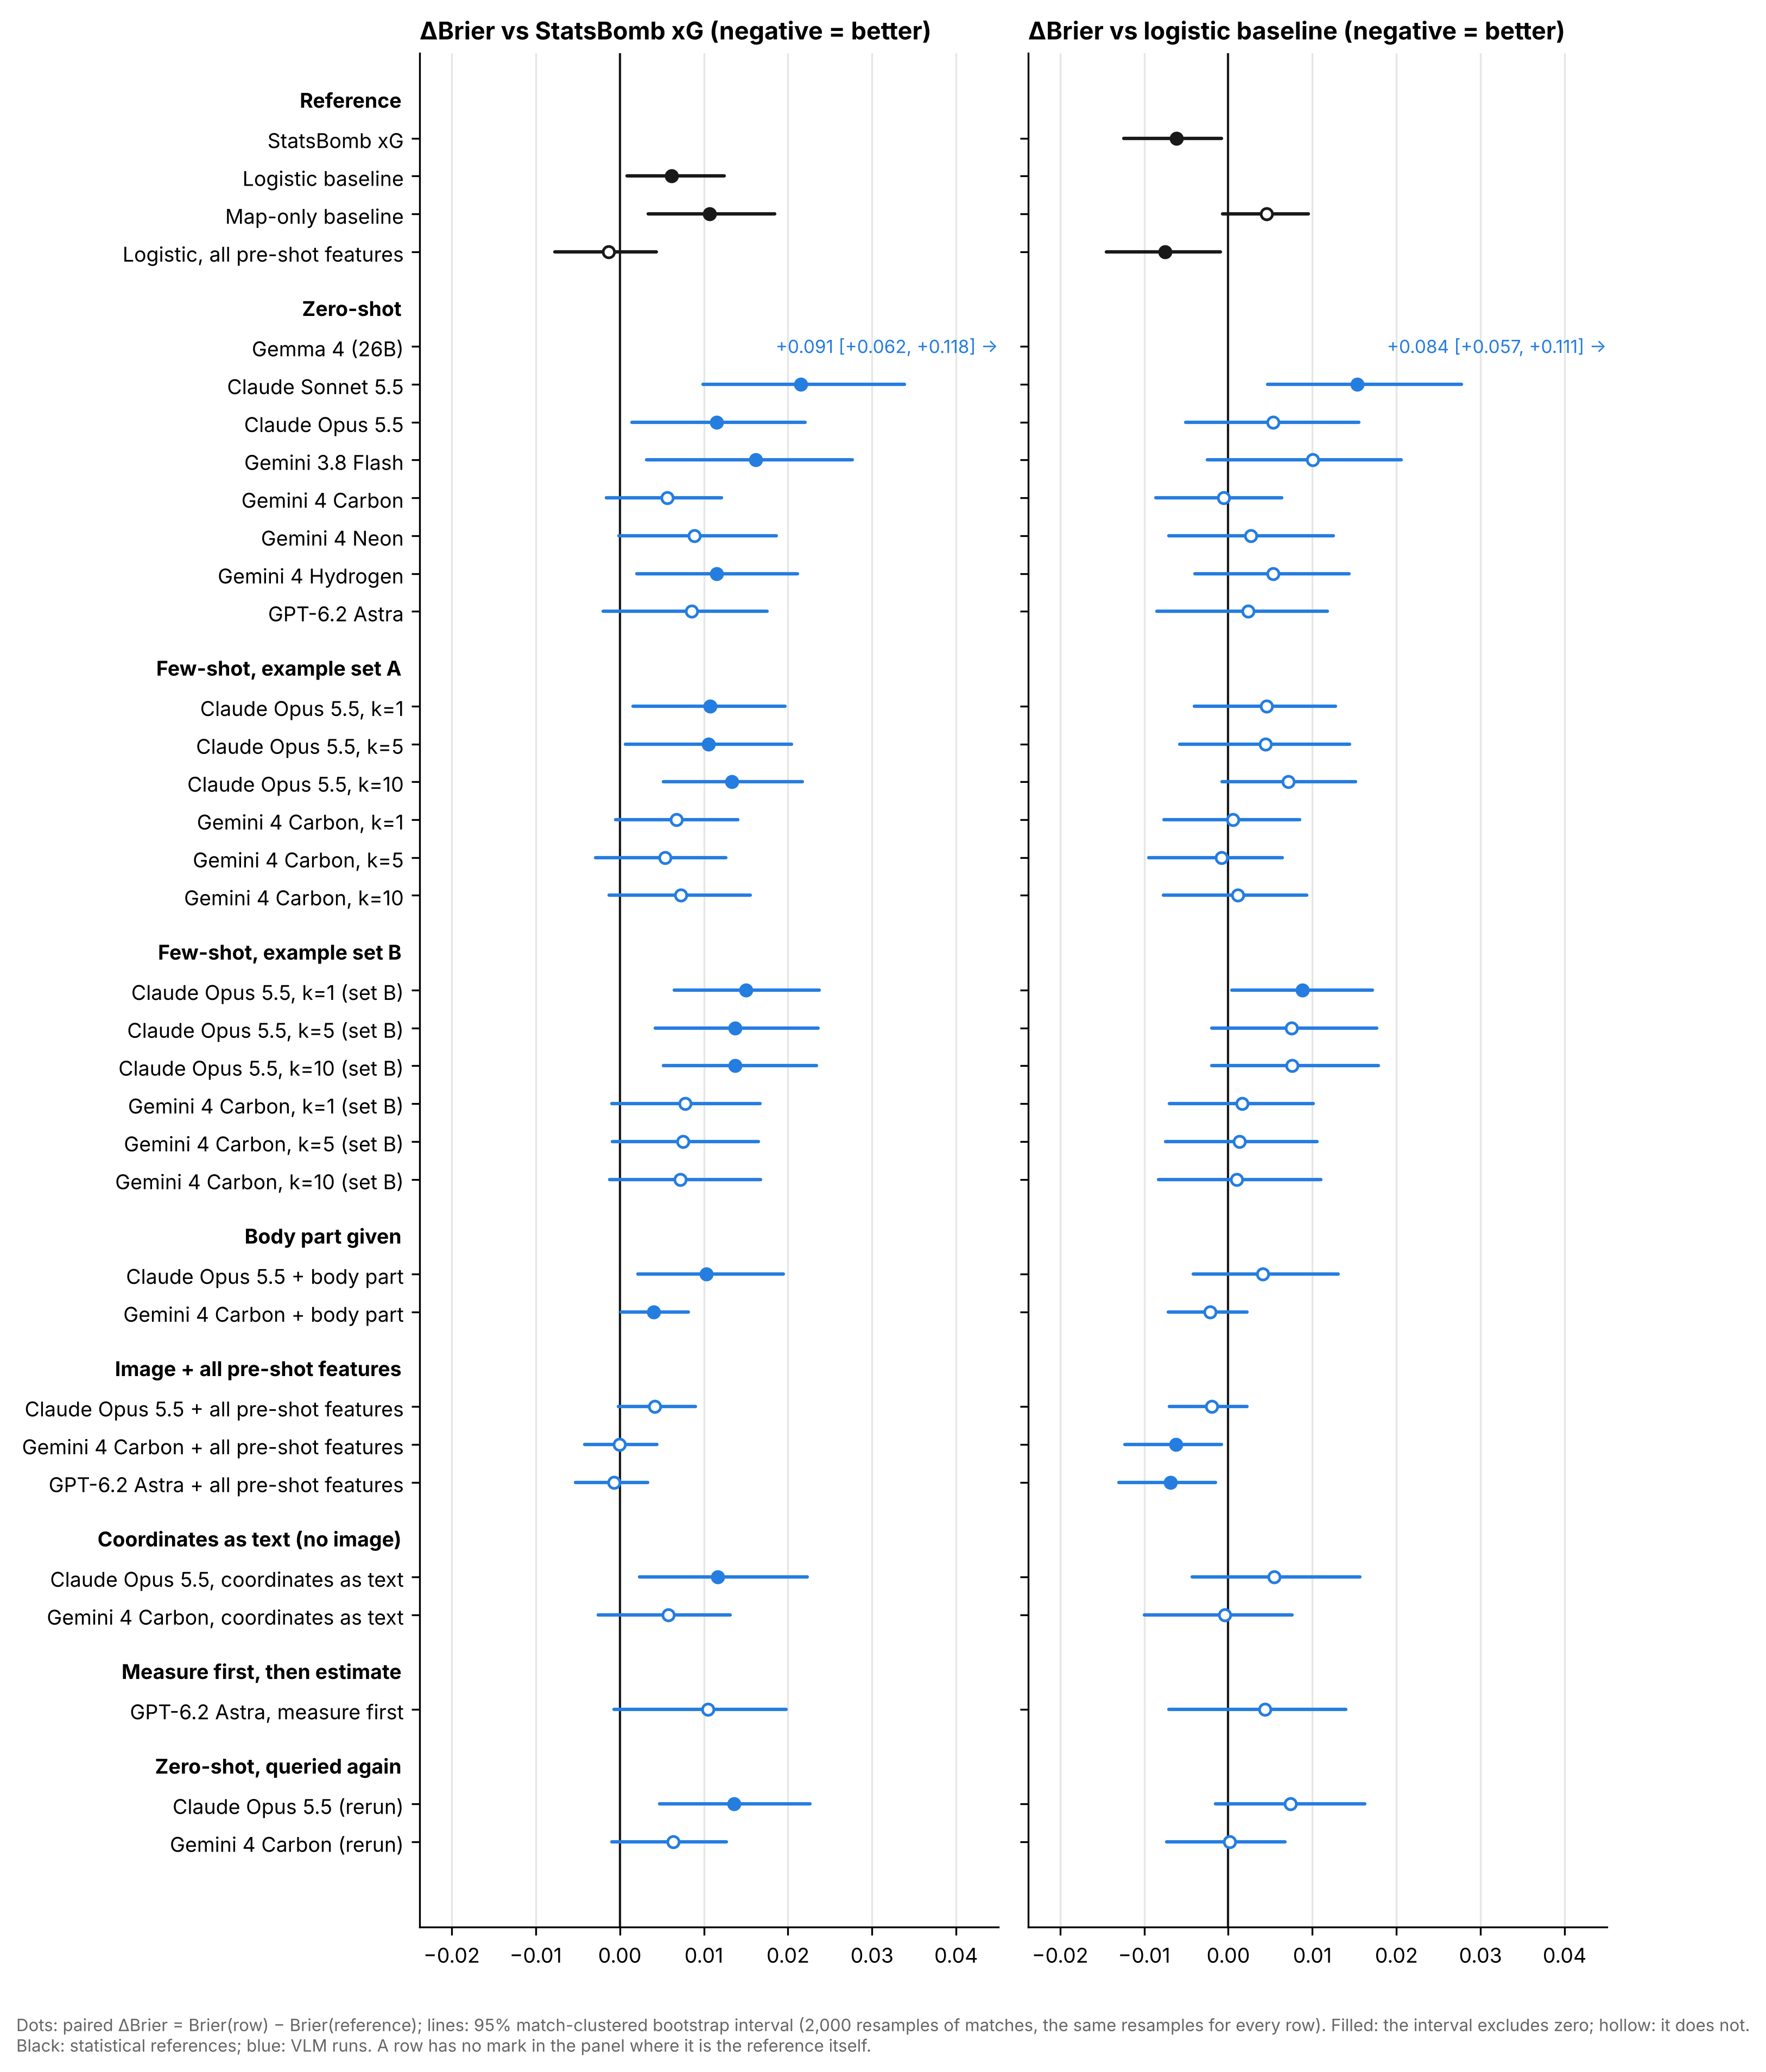 ΔBrier vs StatsBomb xG (negative = better)
ΔBrier vs logistic baseline (negative = better)
Reference
StatsBomb xG
Logistic baseline
Map-only baseline
Logistic, all pre-shot features
Zero-shot
Gemma 4 (26B)
+0.091 [+0.062, +0.118] →
+0.084 [+0.057, +0.111] →
Claude Sonnet 5.5
Claude Opus 5.5
Gemini 3.8 Flash
Gemini 4 Carbon
Gemini 4 Neon
Gemini 4 Hydrogen
GPT-6.2 Astra
Few-shot, example set A
Claude Opus 5.5, k=1
Claude Opus 5.5, k=5
Claude Opus 5.5, k=10
Gemini 4 Carbon, k=1
Gemini 4 Carbon, k=5
Gemini 4 Carbon, k=10
Few-shot, example set B
Claude Opus 5.5, k=1 (set B)
Claude Opus 5.5, k=5 (set B)
Claude Opus 5.5, k=10 (set B)
Gemini 4 Carbon, k=1 (set B)
Gemini 4 Carbon, k=5 (set B)
Gemini 4 Carbon, k=10 (set B)
Body part given
Claude Opus 5.5 + body part
Gemini 4 Carbon + body part
Image + all pre-shot features
Claude Opus 5.5 + all pre-shot features
Gemini 4 Carbon + all pre-shot features
GPT-6.2 Astra + all pre-shot features
Coordinates as text (no image)
Claude Opus 5.5, coordinates as text
Gemini 4 Carbon, coordinates as text
Measure first, then estimate
GPT-6.2 Astra, measure first
Zero-shot, queried again
Claude Opus 5.5 (rerun)
Gemini 4 Carbon (rerun)
−0.02 −0.01 0.00 0.01 0.02 0.03 0.04
−0.02 −0.01 0.00 0.01 0.02 0.03 0.04
Dots: paired ΔBrier = Brier(row) − Brier(reference); lines: 95% match-clustered bootstrap interval (2,000 resamples of matches, the same resamples for every row). Filled: the interval excludes zero; hollow: it does not.
Black: statistical references; blue: VLM runs. A row has no mark in the panel where it is the reference itself.